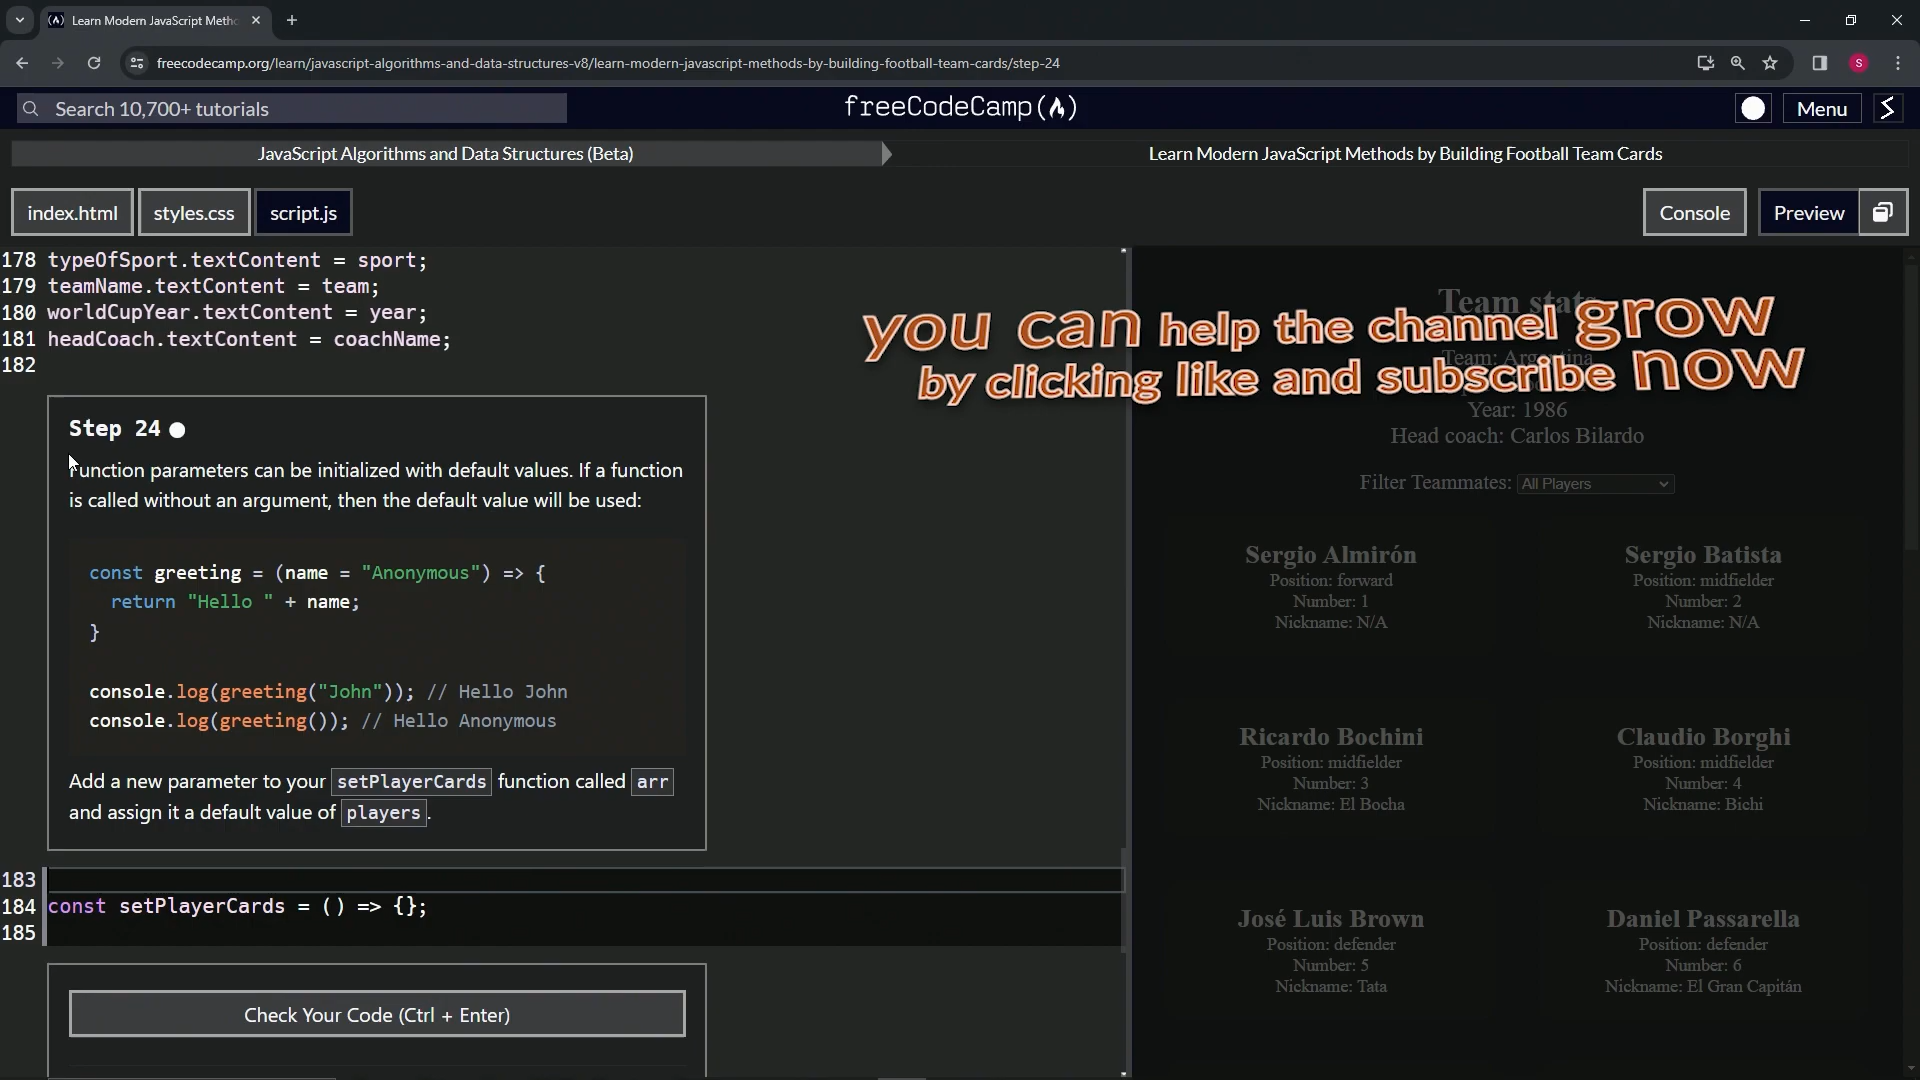 Learn Modern JavaScript Meth
freecodecamp.org/learn/javascript-algorithms-and-data-structures-v8/learn-modern-javascript-methods-by-building-football-team-cards/step-24
S
Search 10,700+ tutorials
freeCodeCamp
Menu
JavaScript Algorithms and Data Structures (Beta)
Learn Modern JavaScript Methods by Building Football Team Cards
index.html
styles.css
script.js
Console
Preview
178 typeOfSport.textContent = sport;
179 teamName.textContent = team;
180 worldCupYear.textContent = year;
181 headCoach.textContent = coachName;
182
Step 24
Function parameters can be initialized with default values. If a function
is called without an argument, then the default value will be used:
const greeting = (name = "Anonymous") => {
return "Hello " + name;
}
console.log(greeting("John")); // Hello John
console.log(greeting()); // Hello Anonymous
Add a new parameter to your setPlayerCards function called arr
and assign it a default value of players.
183
184 const setPlayerCards = () => {};
185
Check Your Code (Ctrl + Enter)
you can help the channel grow
by clicking like and subscribe now
Team stats
Team: Argentina
Year: 1986
Head coach: Carlos Bilardo
Filter Teammates: All Players
Sergio Almirón
Position: forward
Number: 1
Nickname: N/A
Sergio Batista
Position: midfielder
Number: 2
Nickname: N/A
Ricardo Bochini
Position: midfielder
Number: 3
Nickname: El Bocha
Claudio Borghi
Position: midfielder
Number: 4
Nickname: Bichi
José Luis Brown
Position: defender
Number: 5
Nickname: Tata
Daniel Passarella
Position: defender
Number: 6
Nickname: El Gran Capitán